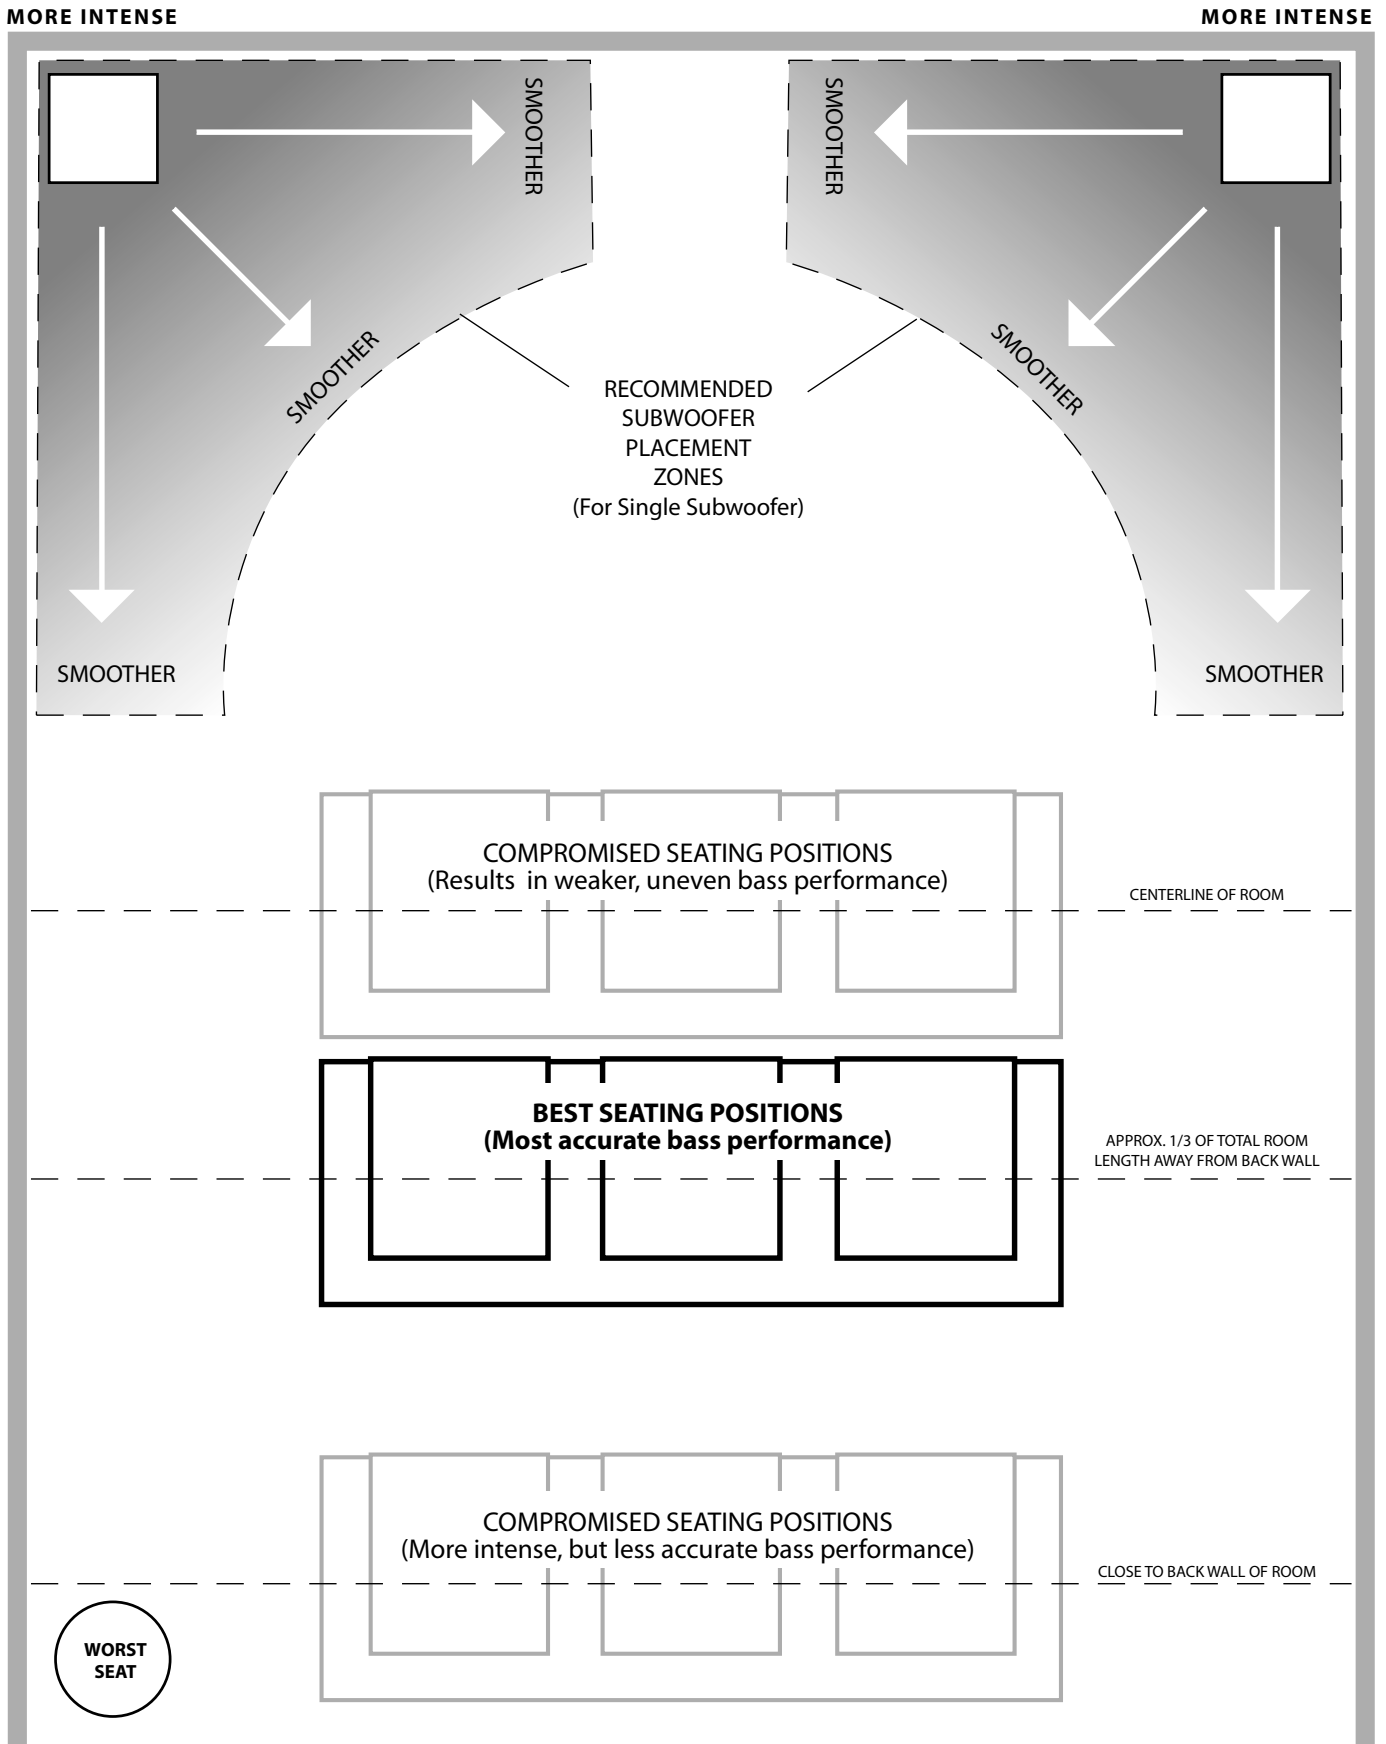 MORE INTENSE
MORE INTENSE
SMOOTHER
SMOOTHER
SMOOTHER
SMOOTHER
RECOMMENDED
SUBWOOFER
PLACEMENT
ZONES
(For Single Subwoofer)
SMOOTHER
SMOOTHER
COMPROMISED SEATING POSITIONS
(Results in weaker, uneven bass performance)
CENTERLINE OF ROOM
BEST SEATING POSITIONS
(Most accurate bass performance)
APPROX. 1/3 OF TOTAL ROOM
LENGTH AWAY FROM BACK WALL
COMPROMISED SEATING POSITIONS
(More intense, but less accurate bass performance)
CLOSE TO BACK WALL OF ROOM
WORST
SEAT